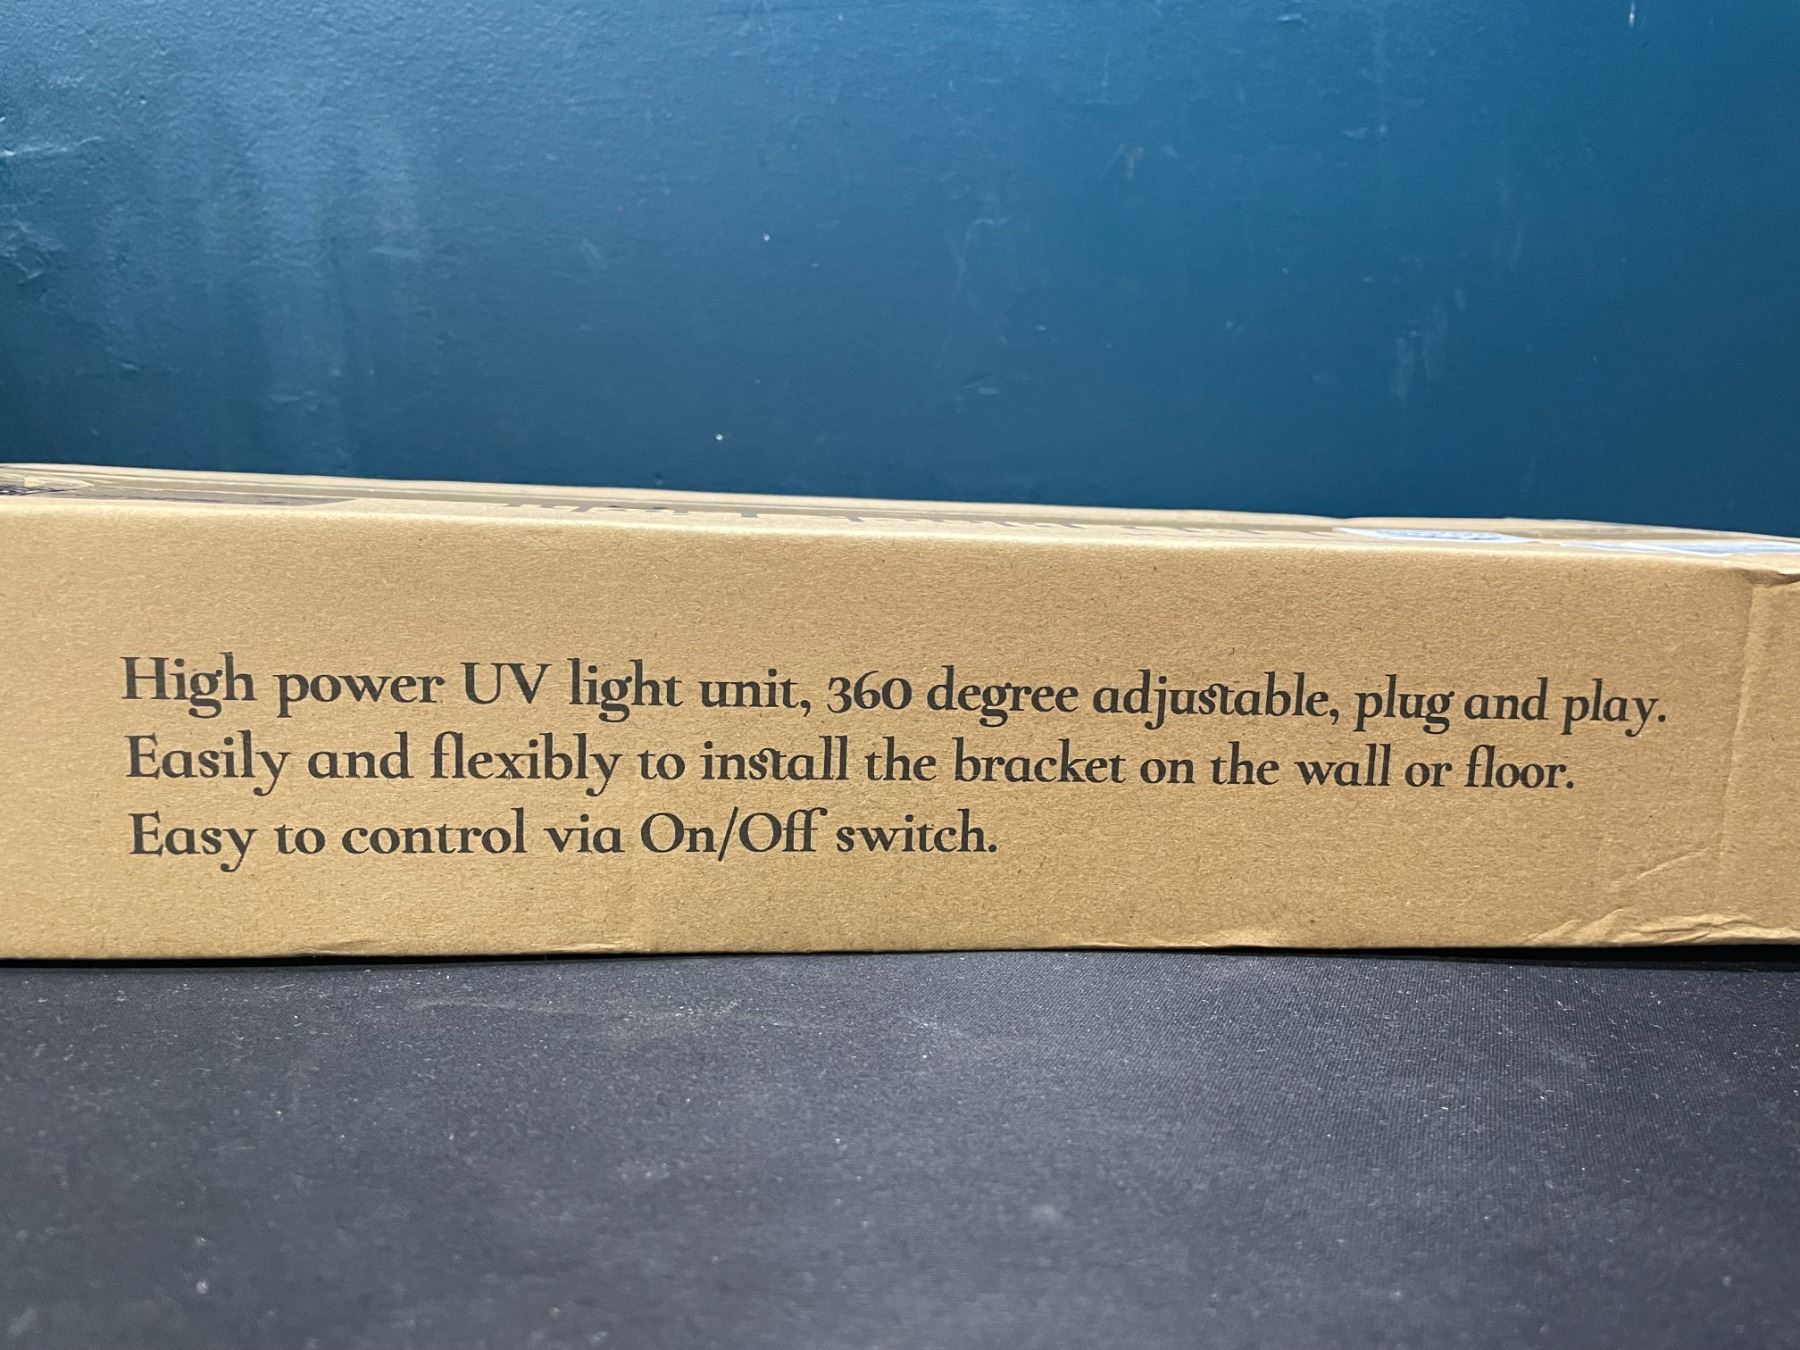 High power UV light unit, 360 degree adjustable, plug and play.
Easily and flexibly to install the bracket on the wall or floor.
Easy to control via On/Off switch.